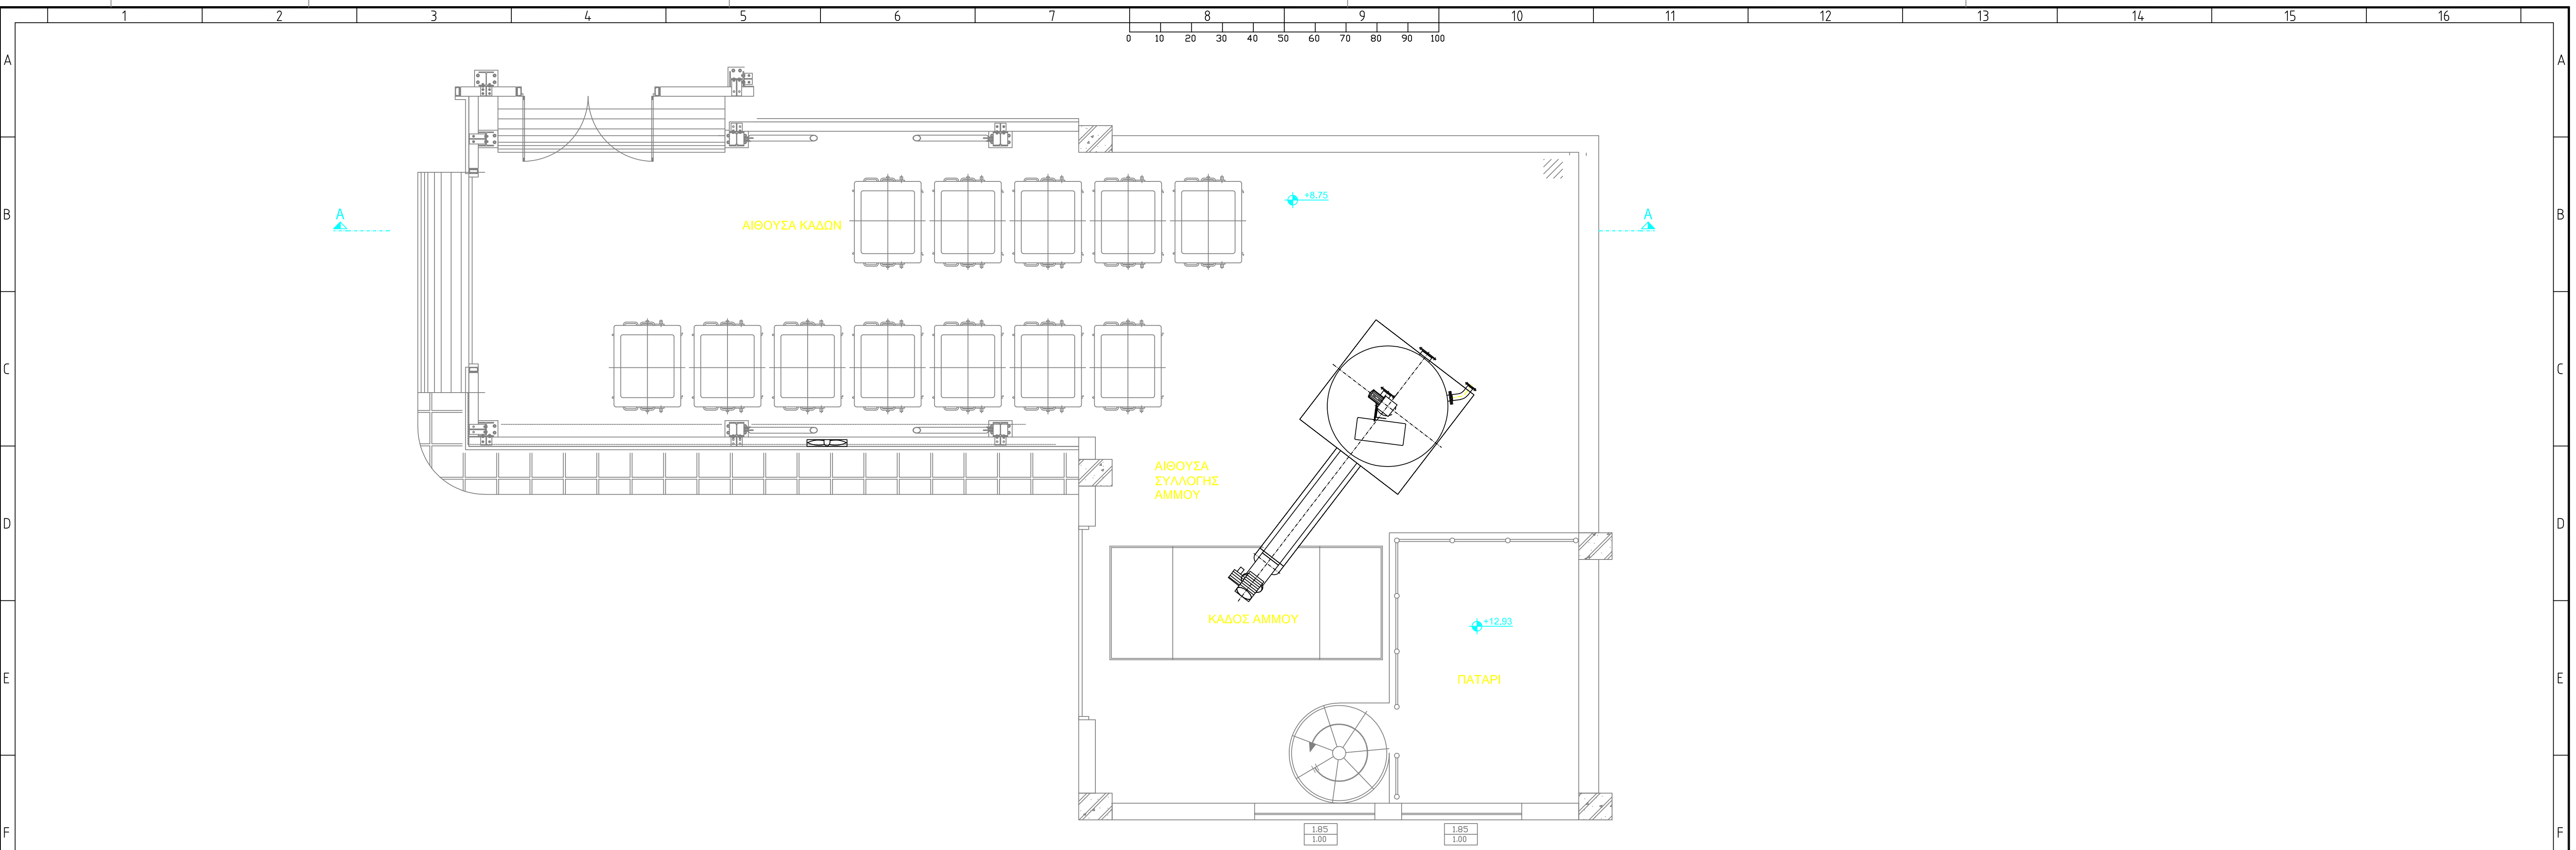 1 2 3 4 5 6 7 8 9 10 11 12 13 14 15 16
0 10 20 30 40 50 60 70 80 90 100
A A
B B
C C
D D
E E
F F
A A
+8.75
ΑΙΘΟΥΣΑ ΚΑΔΩΝ
ΑΙΘΟΥΣΑ
ΣΥΛΛΟΓΗΣ
ΑΜΜΟΥ
ΚΑΔΟΣ ΑΜΜΟΥ
+12.93
ΠΑΤΑΡΙ
1.85 1.85
1.00 1.00